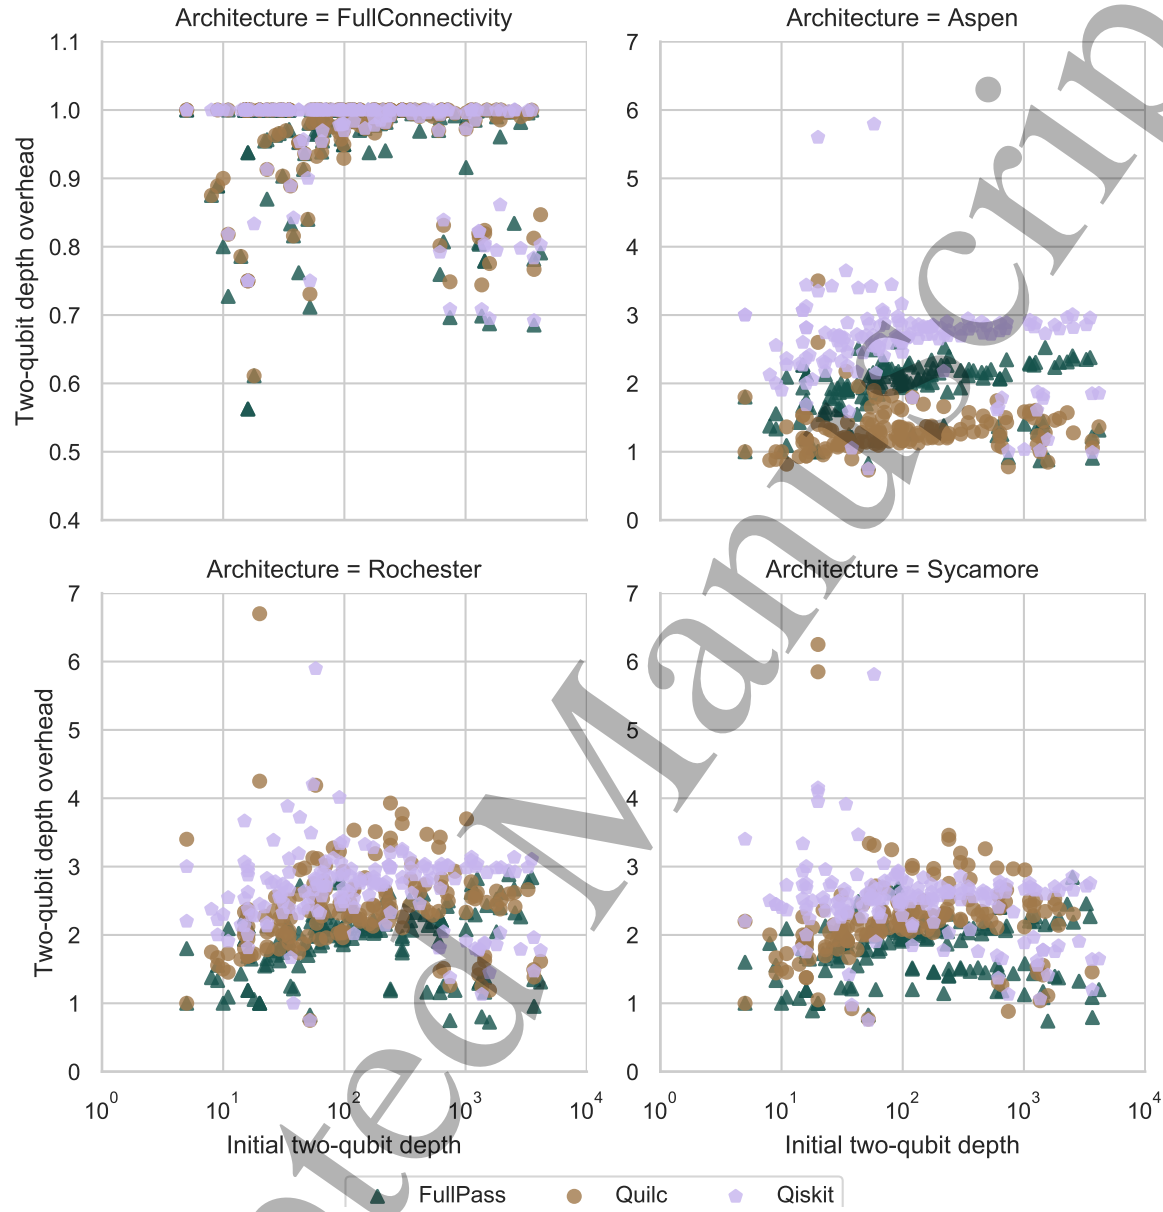 Architecture = FullConnectivity
Architecture = Aspen
1.1
1.0
0.9
0.8
0.7
0.6
0.5
0.4
Two-qubit depth overhead
7
6
5
4
3
2
1
0
Architecture = Rochester
Architecture = Sycamore
7
6
5
4
3
2
1
0
Two-qubit depth overhead
7
6
5
4
3
2
1
0
10^0 10^1 10^2 10^3 10^4
Initial two-qubit depth
10^0 10^1 10^2 10^3 10^4
Initial two-qubit depth
FullPass Quilc Qiskit